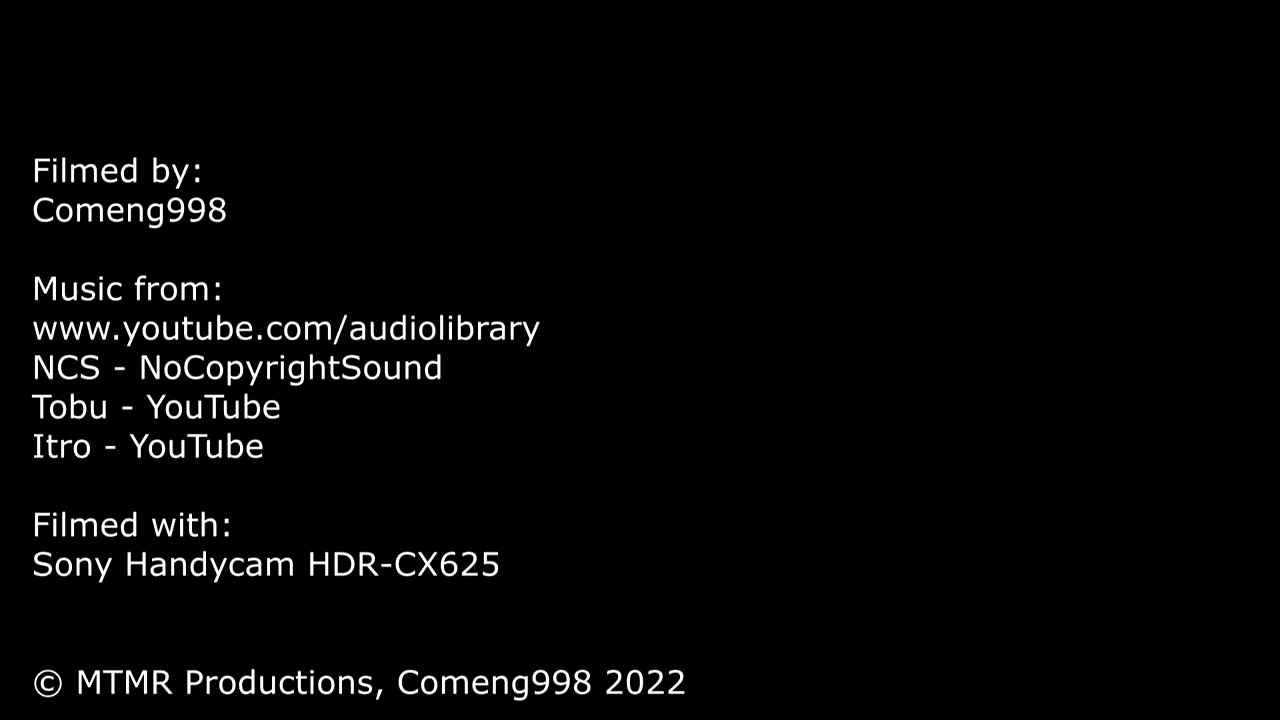 Filmed by:
Comeng998
Music from:
www.youtube.com/audiolibrary
NCS - NoCopyrightSound
Tobu - YouTube
Itro - YouTube
Filmed with:
Sony Handycam HDR-CX625
© MTMR Productions, Comeng998 2022